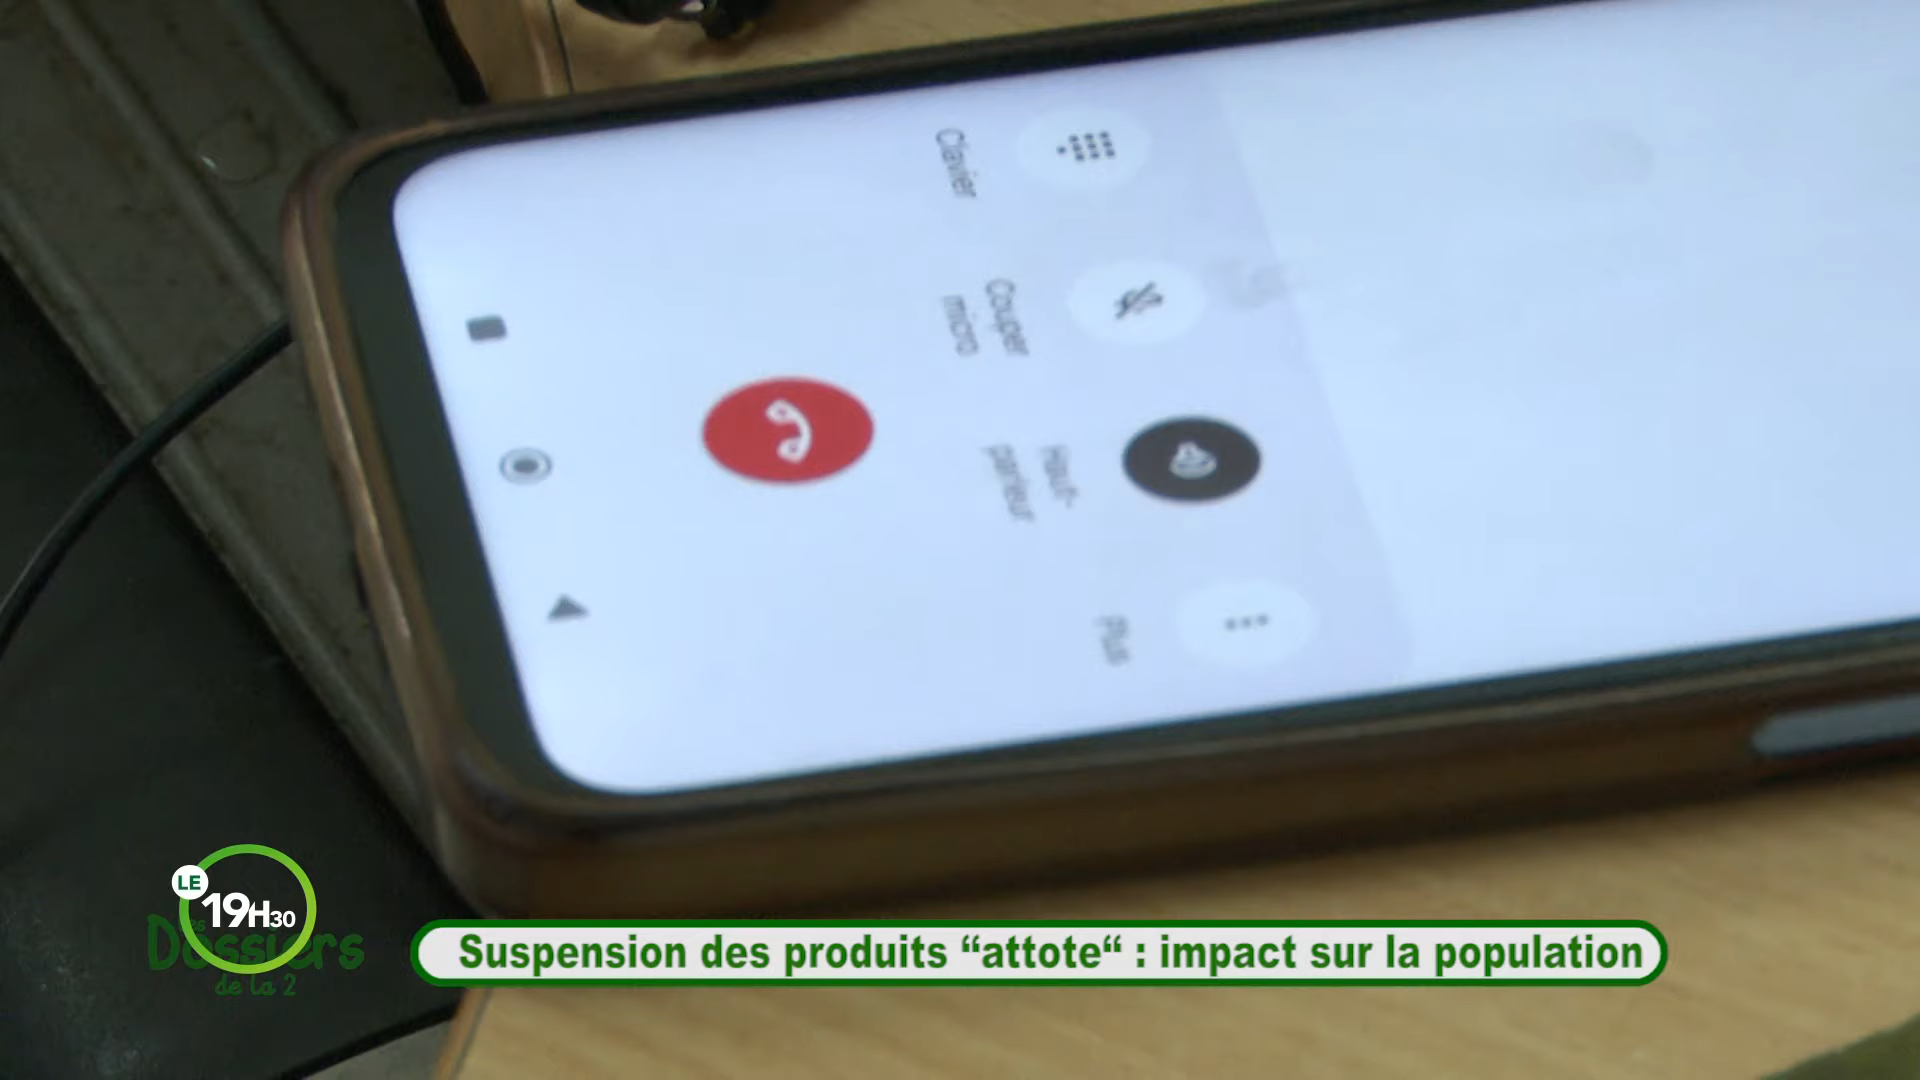 Clavier
Couper
micro
Haut-
parleur
Plus
LE
19H30
Les
Dossiers
de la 2
Suspension des produits “attote“ : impact sur la population